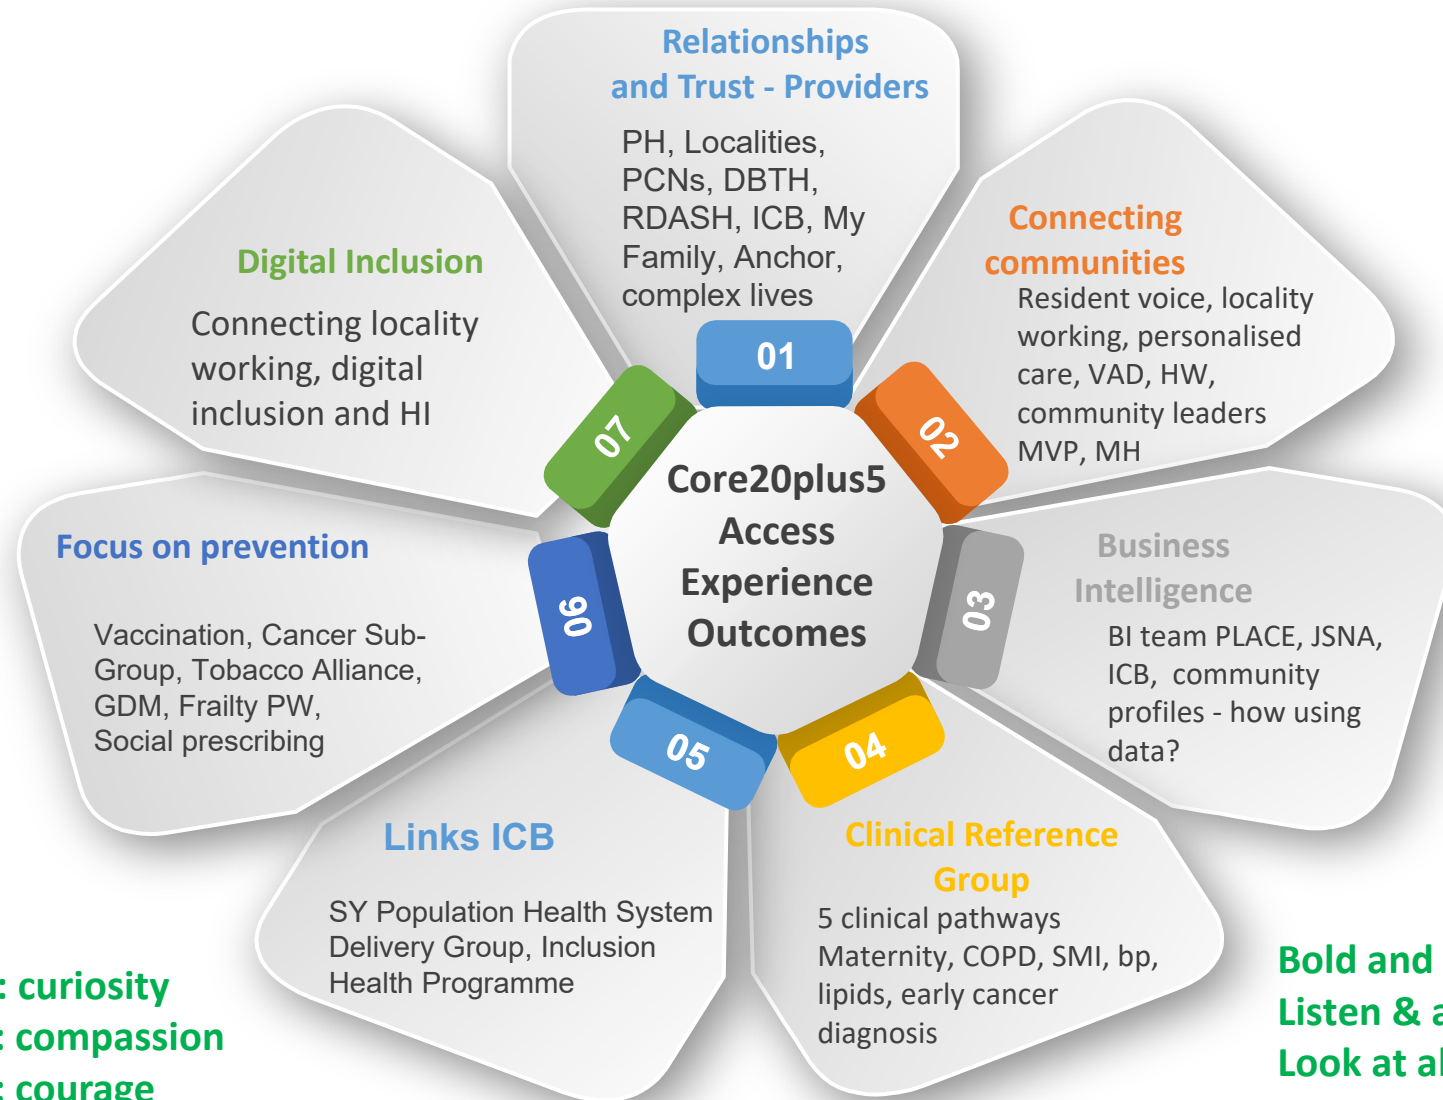 Relationships
and Trust - Providers
PH, Localities,
PCNs, DBTH,
RDASH, ICB, My
Family, Anchor,
complex lives
01
Connecting
communities
Resident voice, locality
working, personalised
care, VAD, HW,
community leaders
MVP, MH
02
Business
Intelligence
BI team PLACE, JSNA,
ICB, community
profiles - how using
data?
03
Clinical Reference
Group
5 clinical pathways
Maternity, COPD, SMI, bp,
lipids, early cancer
diagnosis
04
Links ICB
SY Population Health System
Delivery Group, Inclusion
Health Programme
05
Focus on prevention
Vaccination, Cancer Sub-
Group, Tobacco Alliance,
GDM, Frailty PW,
Social prescribing
06
Digital Inclusion
Connecting locality
working, digital
inclusion and HI
07
Core20plus5
Access
Experience
Outcomes
: curiosity
: compassion
: courage
Bold and
Listen &
Look at